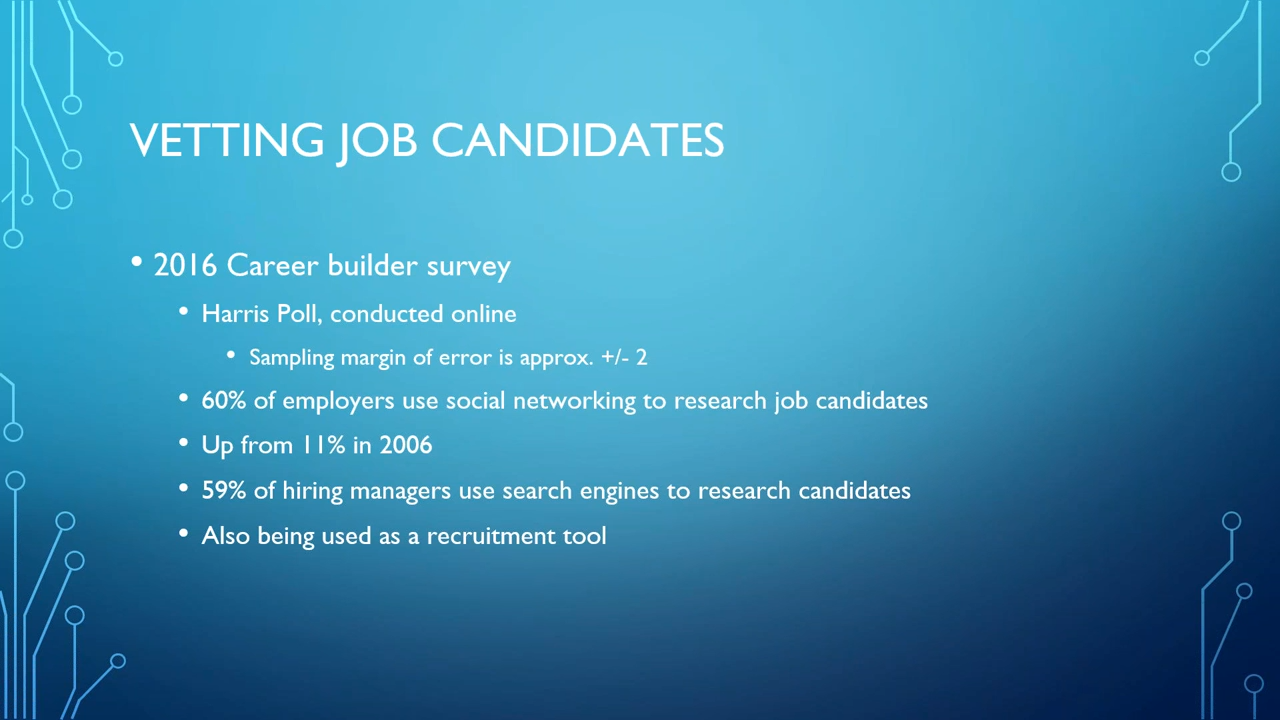 VETTING JOB CANDIDATES
• 2016 Career builder survey
• Harris Poll, conducted online
• Sampling margin of error is approx. +/- 2
• 60% of employers use social networking to research job candidates
• Up from 11% in 2006
• 59% of hiring managers use search engines to research candidates
• Also being used as a recruitment tool